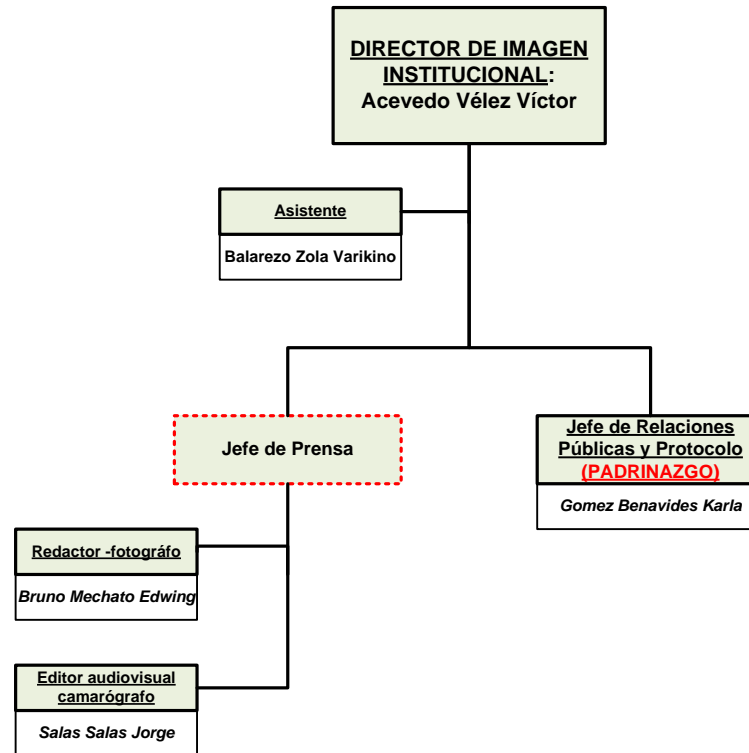 DIRECTOR DE IMAGEN
INSTITUCIONAL:
Acevedo Vélez Víctor
Asistente
Balarezo Zola Varikino
Jefe de Prensa
Jefe de Relaciones
Públicas y Protocolo
(PADRINAZGO)
Gomez Benavides Karla
Redactor -fotográfo
Bruno Mechato Edwing
Editor audiovisual
camarógrafo
Salas Salas Jorge